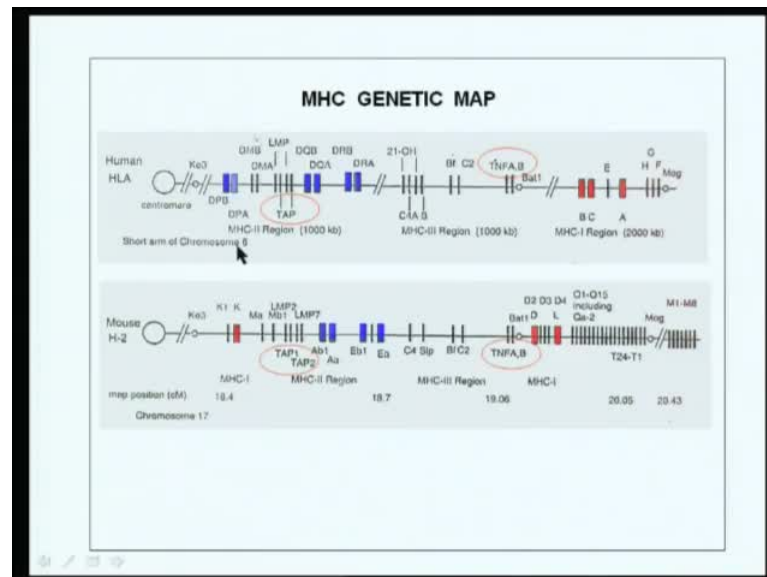 MHC GENETIC MAP
Human HLA
centromere
Ke3
DPB
DPA
DMB
DMA
LMP
TAP
DQB
DQA
DRB
DRA
21-OH
C4A B
Bf C2
TNFA,B
Bat1
B C
E
A
H
G
F
Mog
MHC-II Region (1000 kb)
MHC-III Region (1000 kb)
MHC-I Region (2000 kb)
Short arm of Chromosome 6
Mouse H-2
Ke3
K1 K
Ma
Mb1
LMP2
LMP7
TAP1
TAP2
Ab1
Aa
Eb1
Ea
C4 Slp
Bf C2
TNFA,B
Bat1
D2 D3 D4
D
L
Q1-Q15
including
Qa-2
T24-T1
Mog
M1-M8
MHC-I
MHC-II Region
MHC-III Region
MHC-I
map position (cM)
18.4
18.7
19.06
20.05
20.43
Chromosome 17